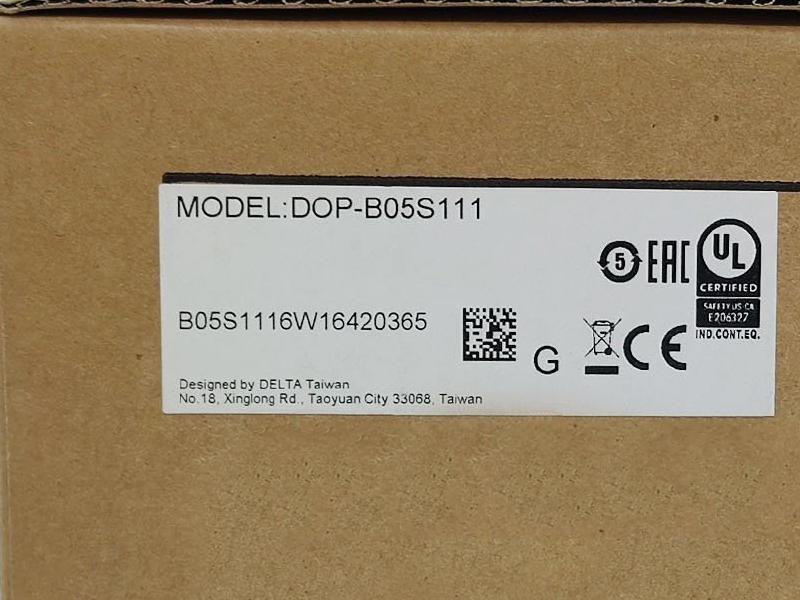 MODEL:DOP-B05S111
5 EAC UL
CERTIFIED
SAFETY US CA
E206327
IND.CONT.EQ.
B05S1116W16420365
G CE
Designed by DELTA Taiwan
No.18, Xinglong Rd., Taoyuan City 33068, Taiwan